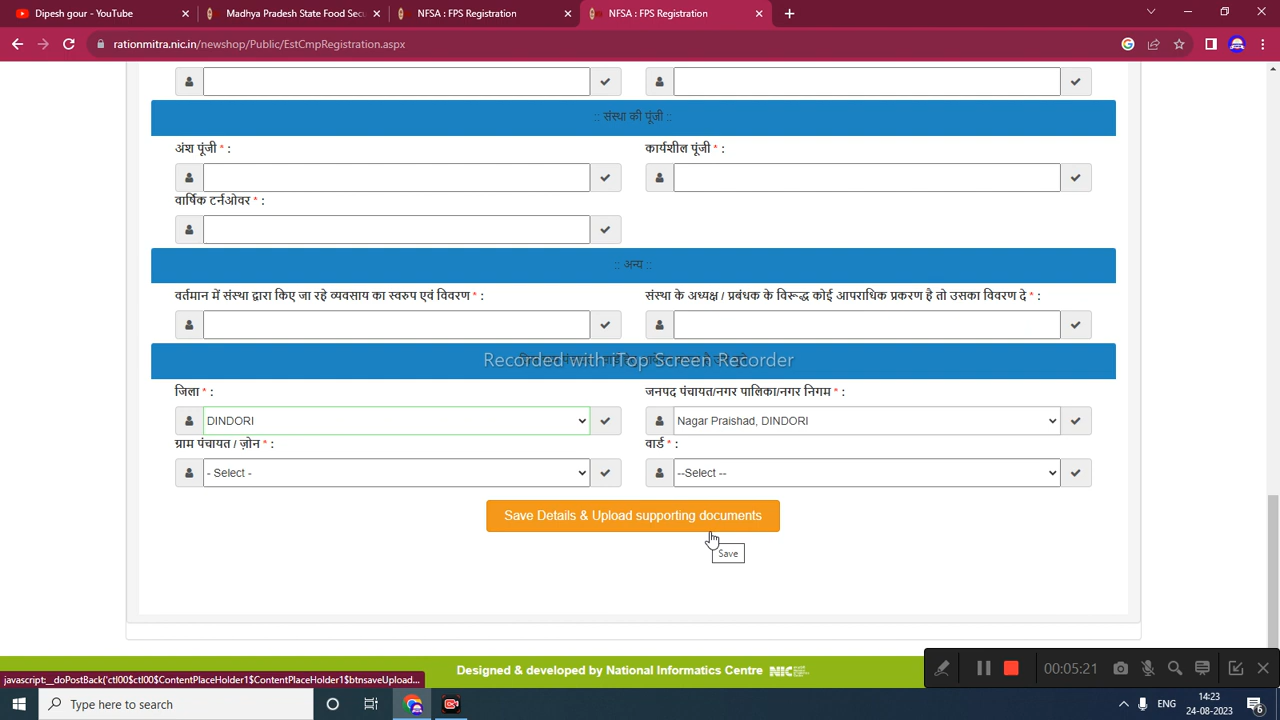 Dipesh gour - YouTube
Madhya Pradesh State Food Secu
NFSA : FPS Registration
NFSA : FPS Registration
rationmitra.nic.in/newshop/Public/EstCmpRegistration.aspx
:: संस्था की पूंजी ::
अंश पूंजी * :
कार्यशील पूंजी * :
वार्षिक टर्नओवर * :
:: अन्य ::
वर्तमान में संस्था द्वारा किए जा रहे व्यवसाय का स्वरुप एवं विवरण * :
संस्था के अध्यक्ष / प्रबंधक के विरूद्ध कोई आपराधिक प्रकरण है तो उसका विवरण दे * :
Recorded with iTop Screen Recorder
जिला * :
जनपद पंचायत/नगर पालिका/नगर निगम * :
DINDORI
Nagar Praishad, DINDORI
ग्राम पंचायत / ज़ोन * :
वार्ड * :
- Select -
--Select --
Save Details & Upload supporting documents
Save
Designed & developed by National Informatics Centre NIC
javascript:__doPostBack('ctl00$ctl00$ContentPlaceHolder1$ContentPlaceHolder1$btnsaveUpload...
00:05:21
Type here to search
ENG
14:23
24-08-2023
6